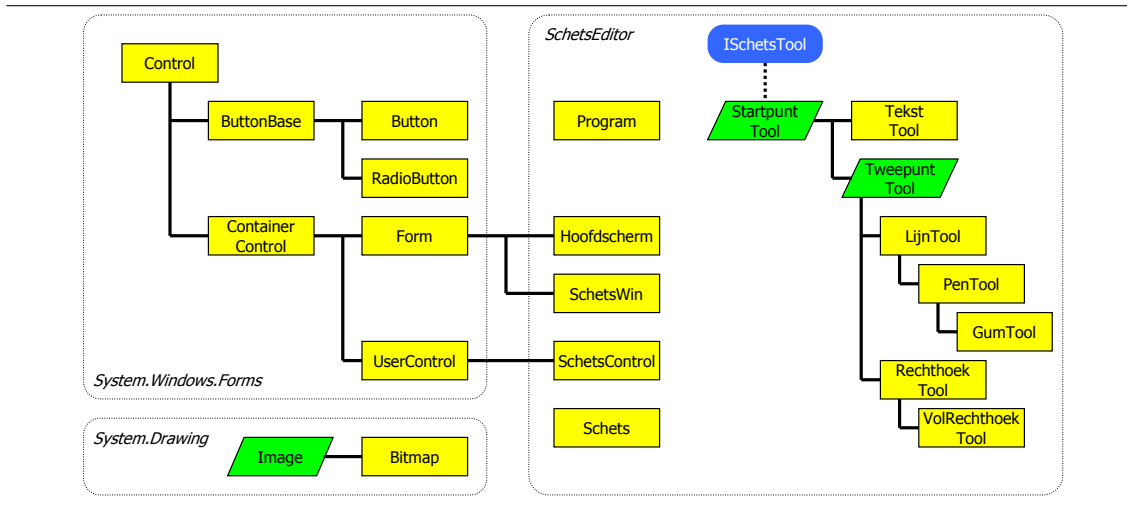 Control
ButtonBase
Button
RadioButton
Container
Control
Form
UserControl
System.Windows.Forms
System.Drawing
Image
Bitmap
SchetsEditor
ISchetsTool
Program
Startpunt
Tool
Tekst
Tool
Tweepunt
Tool
Hoofdscherm
LijnTool
SchetsWin
PenTool
GumTool
SchetsControl
Rechthoek
Tool
Schets
VolRechthoek
Tool